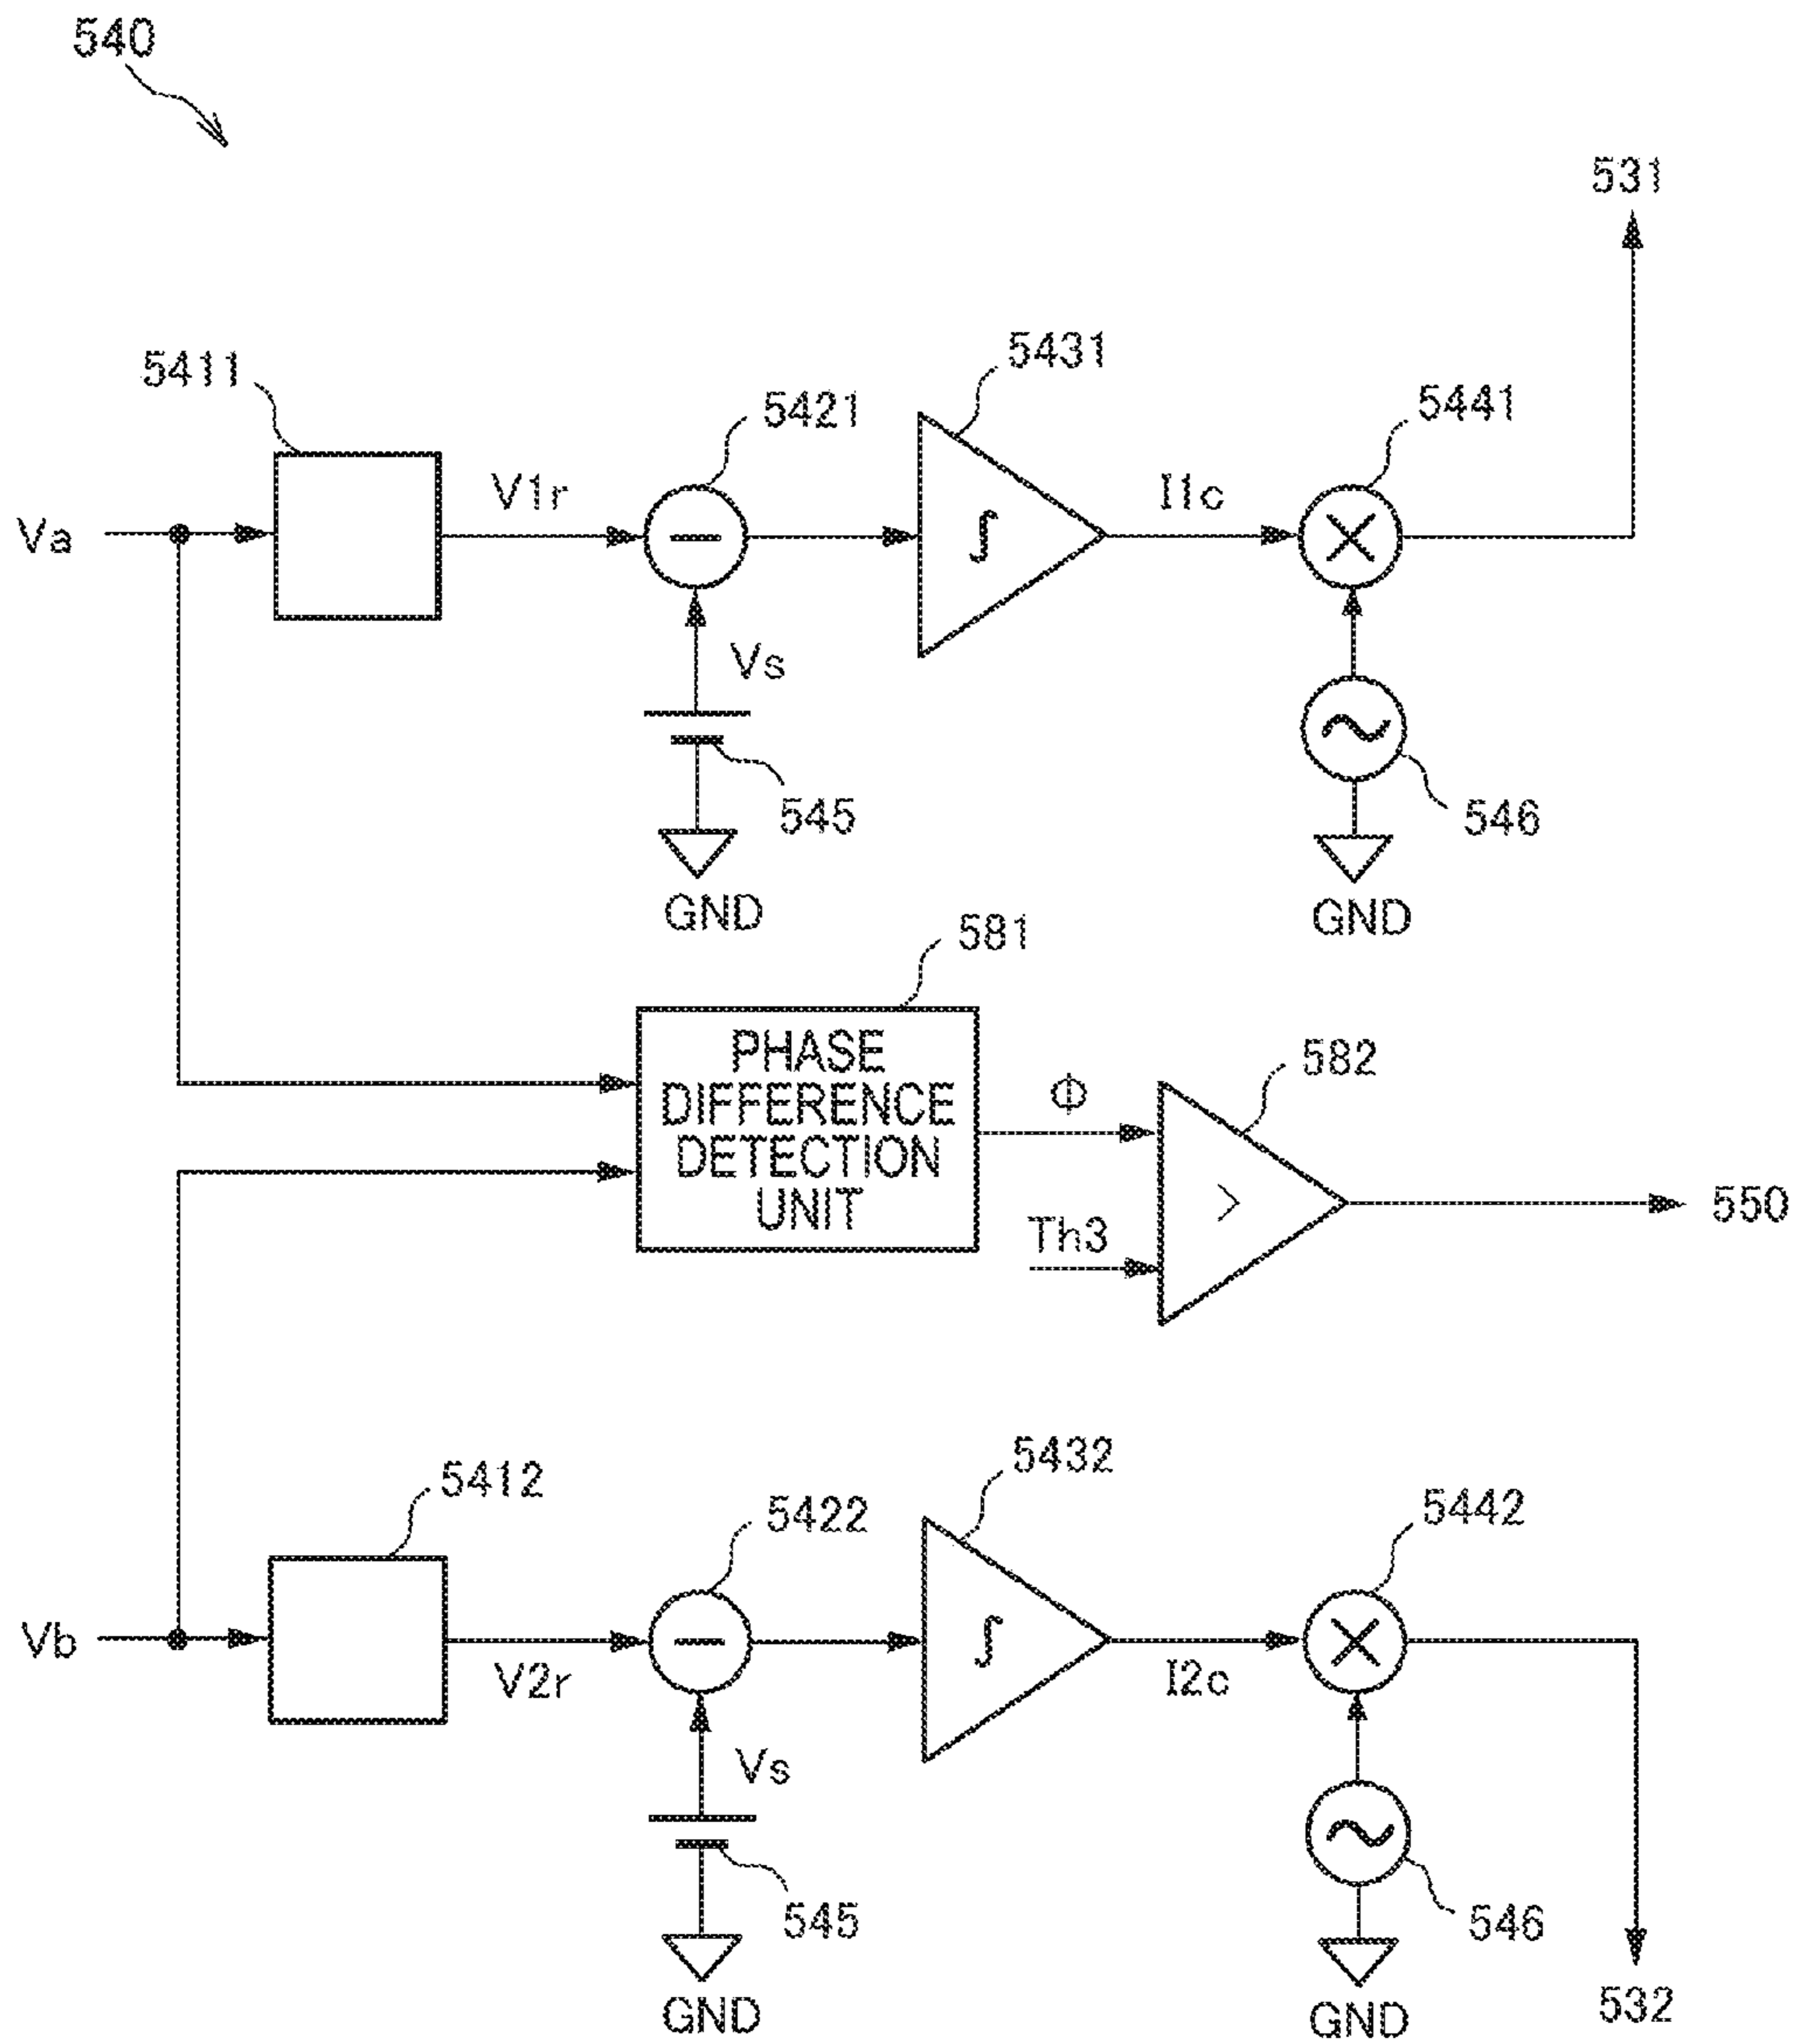 540
531
5411
5421
5431
5441
Va
V1r
−
∫
I1c
×
Vs
545
546
GND
GND
581
PHASE
DIFFERENCE
DETECTION
UNIT
Φ
582
Th3
>
550
5412
5422
5432
5442
Vb
V2r
−
∫
I2c
×
Vs
545
546
GND
GND
532